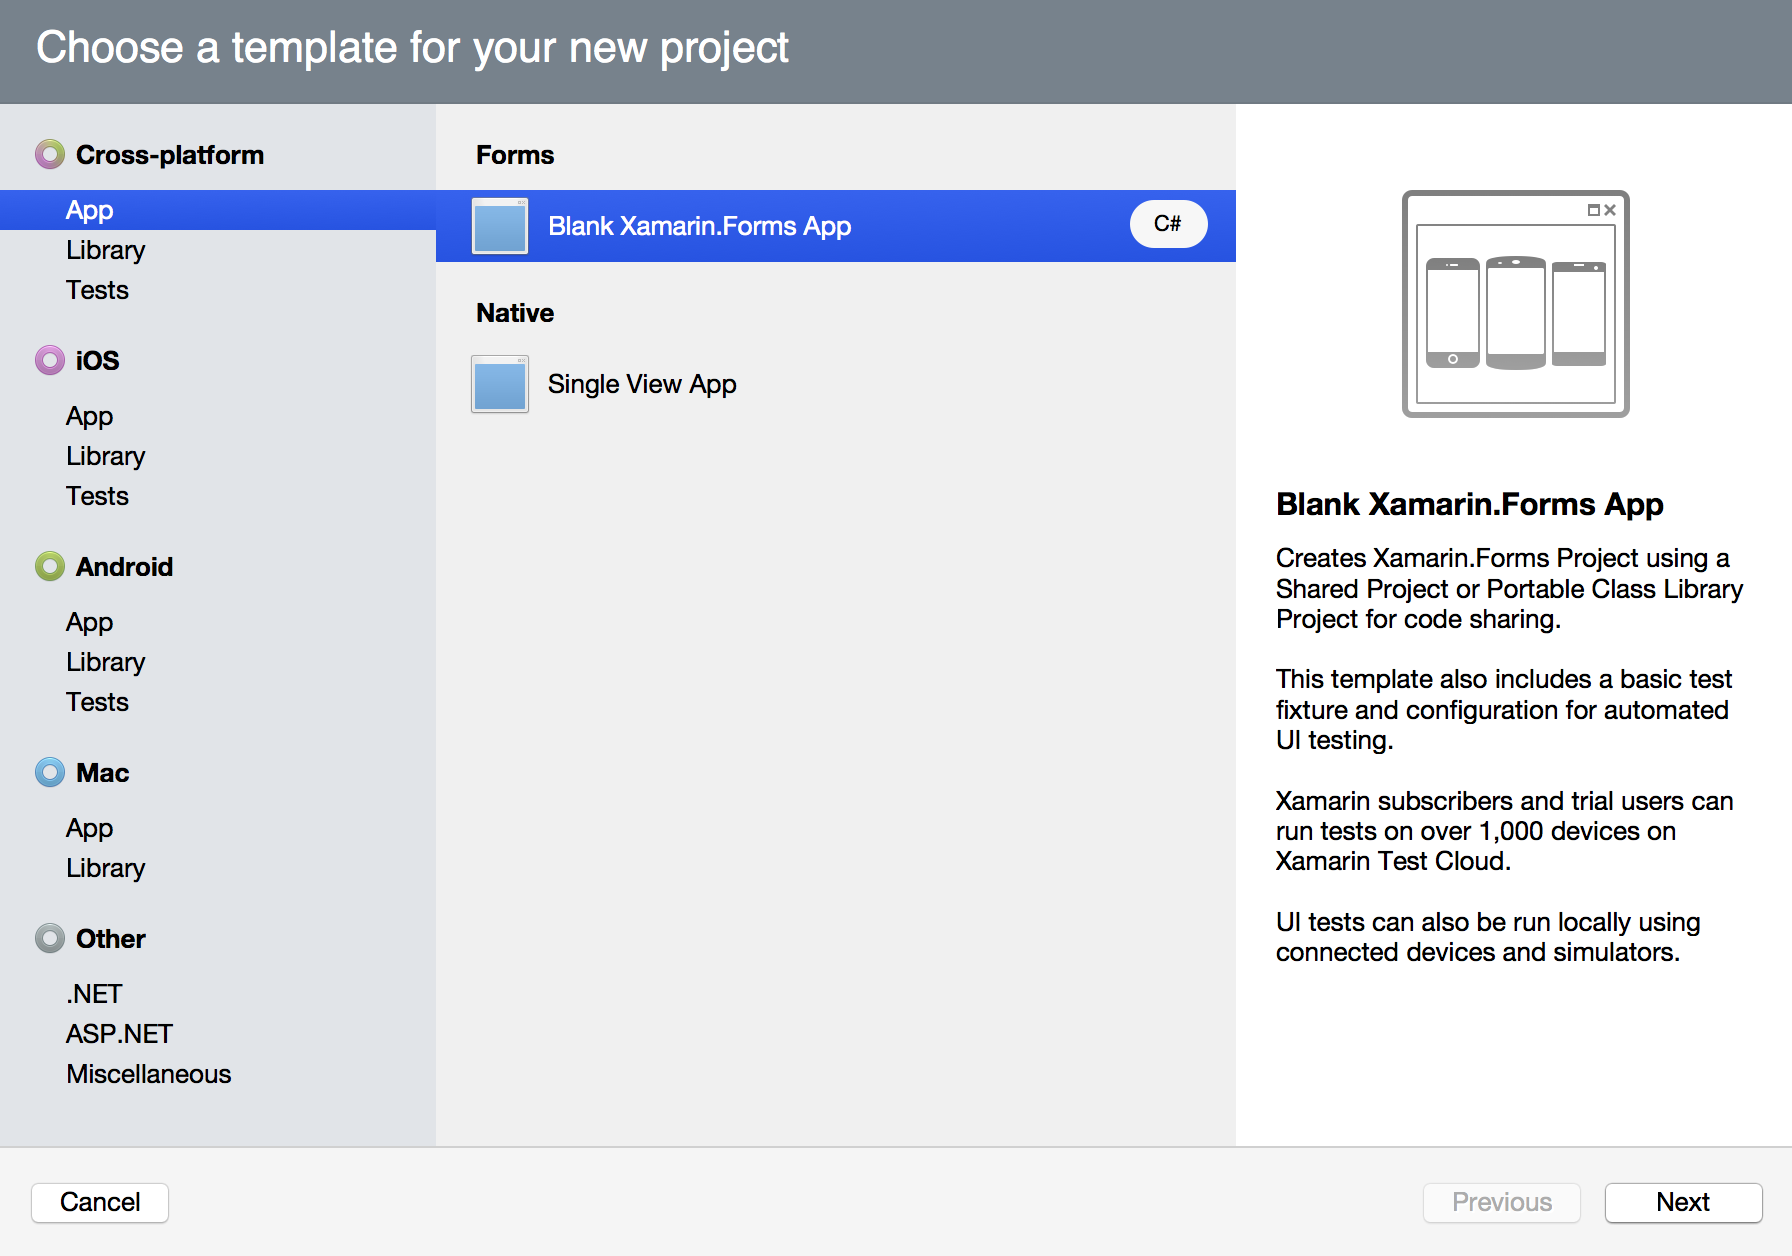 Choose a template for your new project
Cross-platform
App
Library
Tests
iOS
App
Library
Tests
Android
App
Library
Tests
Mac
App
Library
Other
.NET
ASP.NET
Miscellaneous
Forms
Blank Xamarin.Forms App
C#
Native
Single View App
Blank Xamarin.Forms App
Creates Xamarin.Forms Project using a
Shared Project or Portable Class Library
Project for code sharing.
This template also includes a basic test
fixture and configuration for automated
UI testing.
Xamarin subscribers and trial users can
run tests on over 1,000 devices on
Xamarin Test Cloud.
UI tests can also be run locally using
connected devices and simulators.
Cancel
Previous
Next